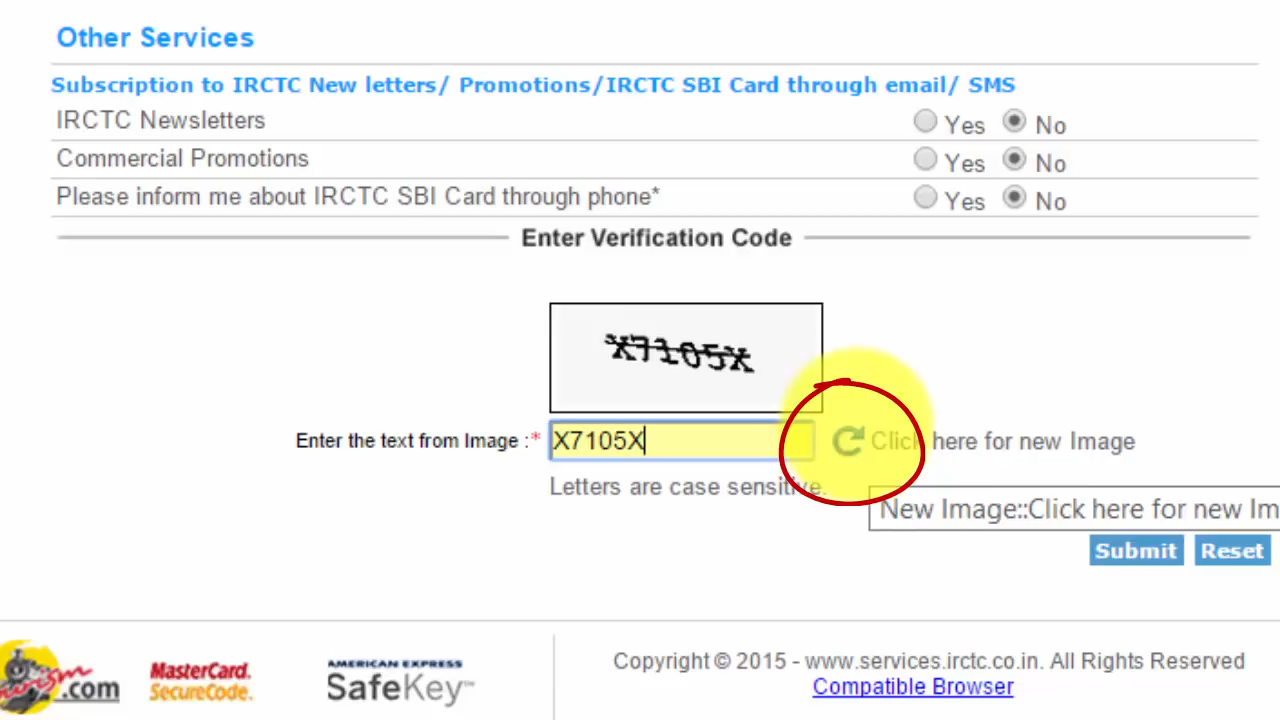 Other Services
Subscription to IRCTC New letters/ Promotions/IRCTC SBI Card through email/ SMS
IRCTC Newsletters Yes No
Commercial Promotions Yes No
Please inform me about IRCTC SBI Card through phone* Yes No
Enter Verification Code
X7105X
Enter the text from Image :* X7105X Click here for new Image
Letters are case sensitive.
New Image::Click here for new Im
Submit Reset
.com
MasterCard.
SecureCode.
AMERICAN EXPRESS
SafeKey™
Copyright © 2015 - www.services.irctc.co.in. All Rights Reserved
Compatible Browser